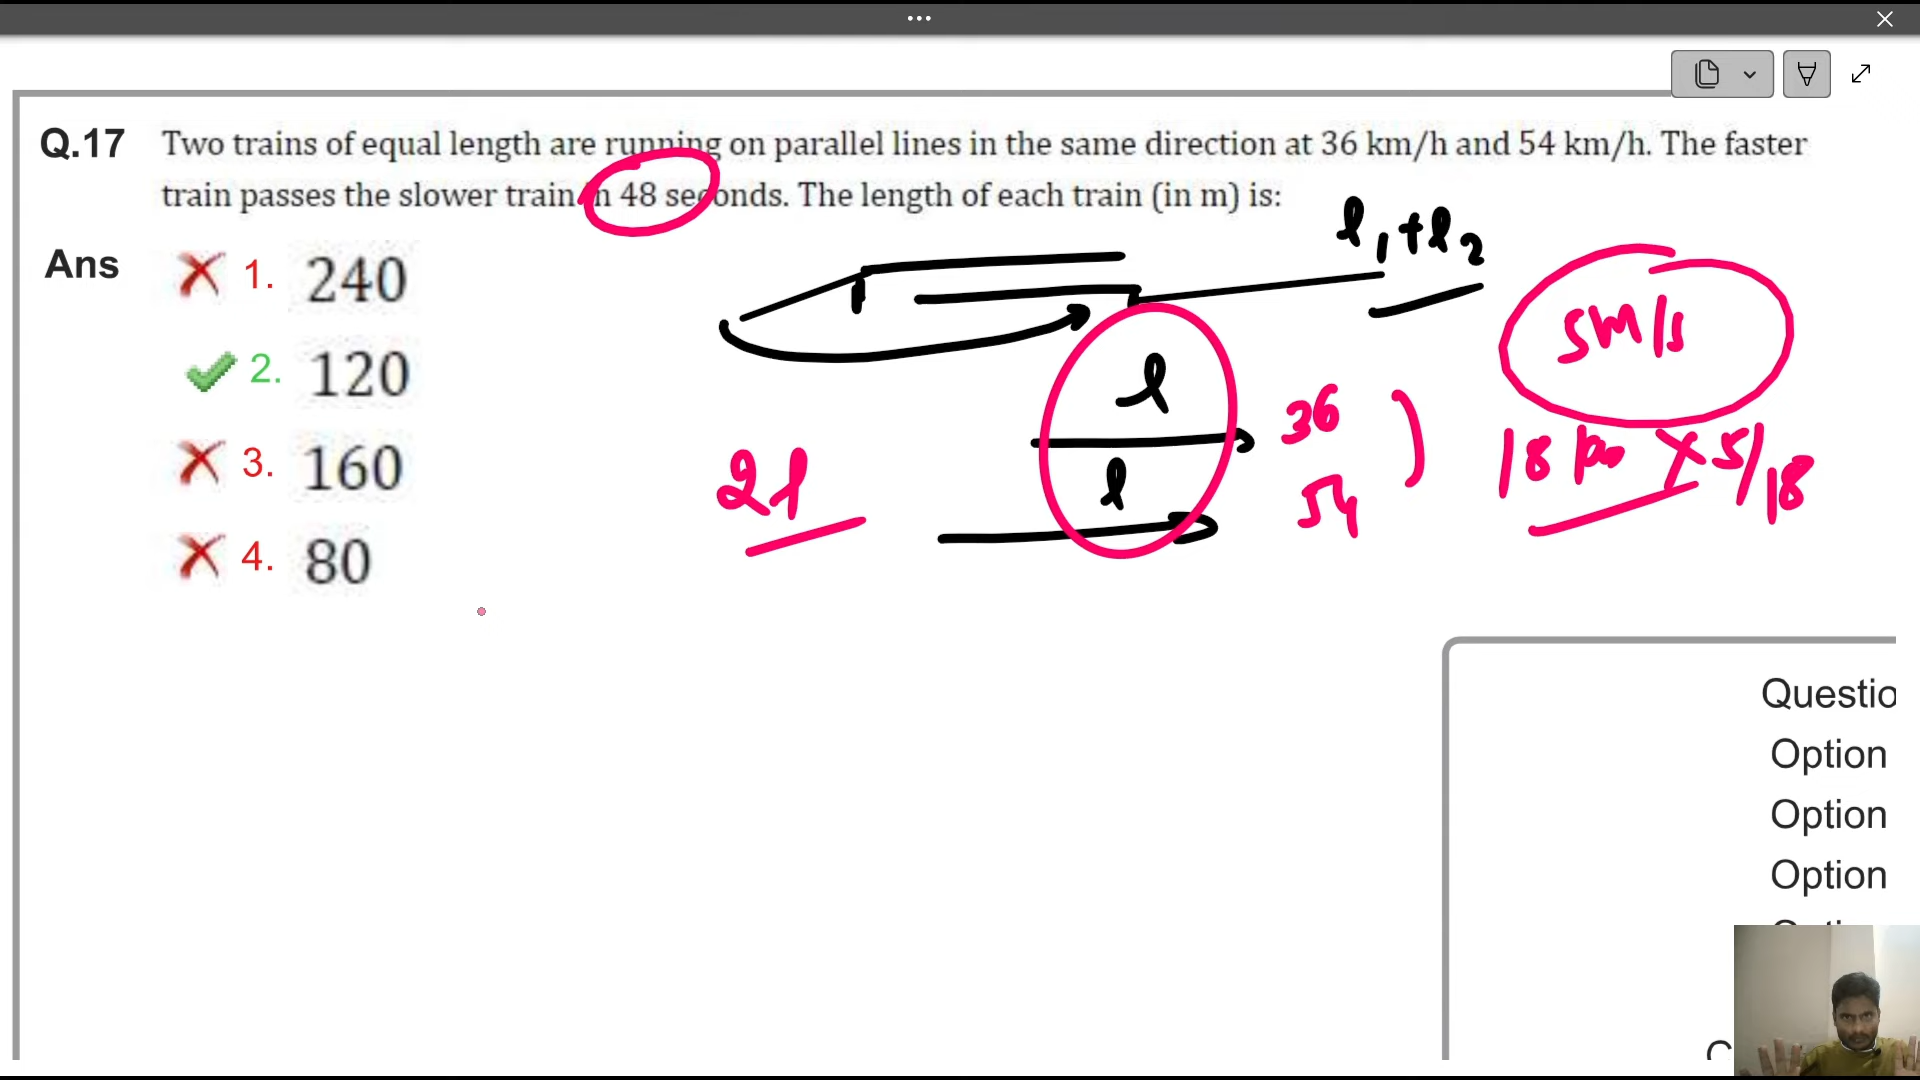 Q.17 Two trains of equal length are running on parallel lines in the same direction at 36 km/h and 54 km/h. The faster
train passes the slower train in 48 seconds. The length of each train (in m) is:
Ans
1. 240
2. 120
3. 160
4. 80
l1+l2
5m/s
l
36
18 km × 5/18
l
54
2l
Questio
Option
Option
Option
C